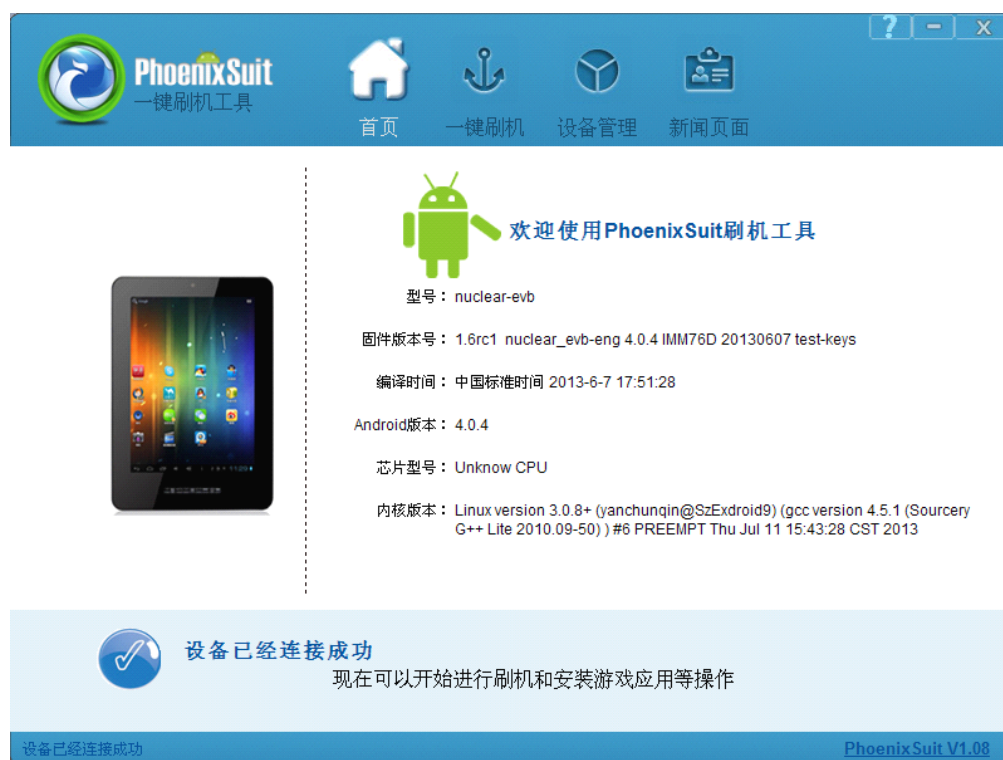 PhoenixSuit
一键刷机工具
首页
一键刷机
设备管理
新闻页面
欢迎使用PhoenixSuit刷机工具
型号： nuclear-evb
固件版本号： 1.6rc1 nuclear_evb-eng 4.0.4 IMM76D 20130607 test-keys
编译时间： 中国标准时间 2013-6-7 17:51:28
Android版本： 4.0.4
芯片型号： Unknow CPU
内核版本： Linux version 3.0.8+ (yanchunqin@SzExdroid9) (gcc version 4.5.1 (Sourcery
G++ Lite 2010.09-50) ) #6 PREEMPT Thu Jul 11 15:43:28 CST 2013
设备已经连接成功
现在可以开始进行刷机和安装游戏应用等操作
设备已经连接成功
PhoenixSuit V1.08